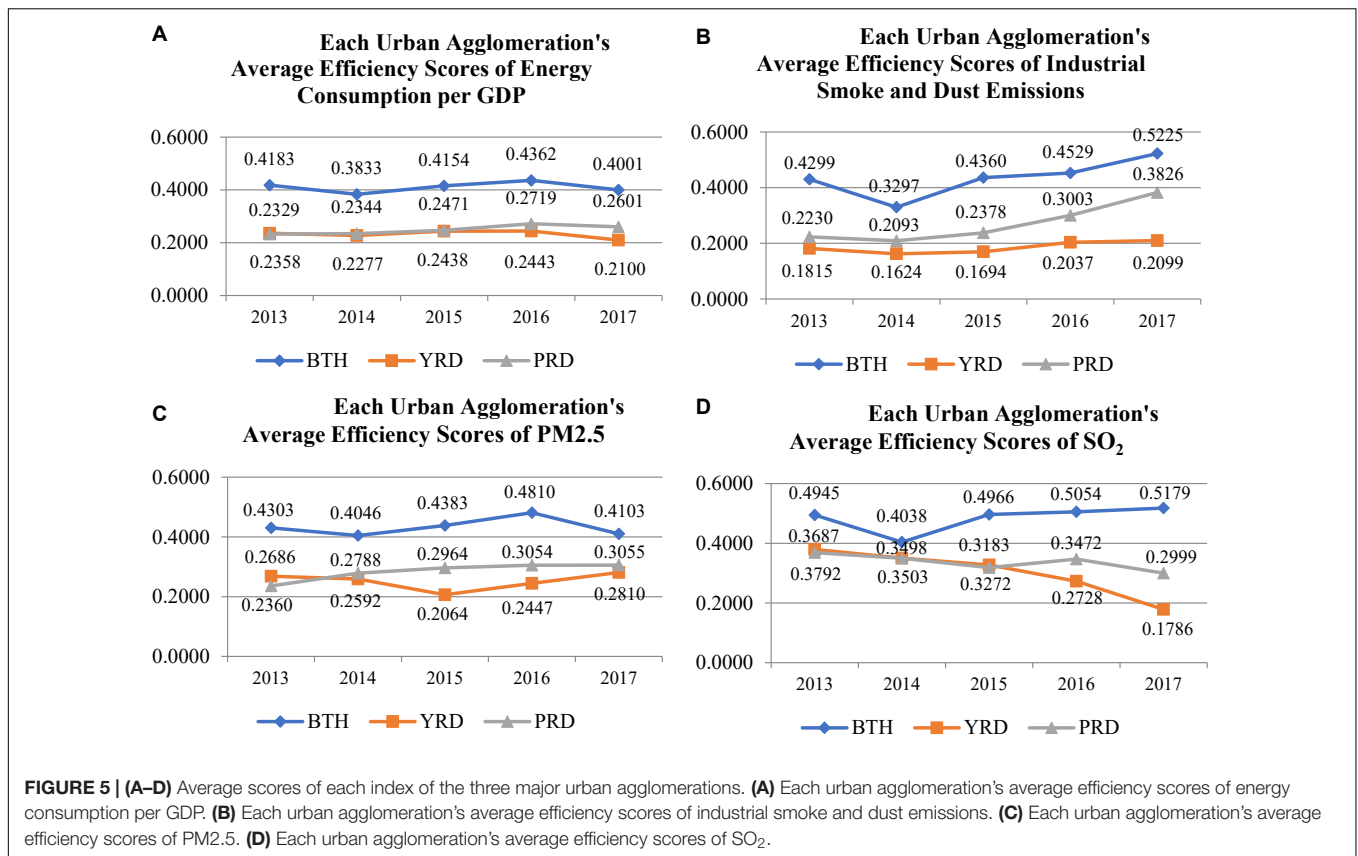 A
Each Urban Agglomeration's
Average Efficiency Scores of Energy
Consumption per GDP
0.6000
0.4000
0.2000
0.0000
0.4183 0.3833 0.4154 0.4362 0.4001
0.2329 0.2344 0.2471 0.2719 0.2601
0.2358 0.2277 0.2438 0.2443 0.2100
2013 2014 2015 2016 2017
BTH YRD PRD
B
Each Urban Agglomeration's
Average Efficiency Scores of Industrial
Smoke and Dust Emissions
0.6000
0.4000
0.2000
0.0000
0.4299 0.3297 0.4360 0.4529 0.5225
0.2230 0.2093 0.2378 0.3003 0.3826
0.1815 0.1624 0.1694 0.2037 0.2099
2013 2014 2015 2016 2017
BTH YRD PRD
C
Each Urban Agglomeration's
Average Efficiency Scores of PM2.5
0.6000
0.4000
0.2000
0.0000
0.4303 0.4046 0.4383 0.4810 0.4103
0.2686 0.2788 0.2964 0.3054 0.3055
0.2360 0.2592 0.2064 0.2447 0.2810
2013 2014 2015 2016 2017
BTH YRD PRD
D
Each Urban Agglomeration's
Average Efficiency Scores of SO₂
0.6000
0.4000
0.2000
0.0000
0.4945 0.4038 0.4966 0.5054 0.5179
0.3687 0.3498 0.3183 0.3472 0.2999
0.3792 0.3503 0.3272 0.2728 0.1786
2013 2014 2015 2016 2017
BTH YRD PRD
FIGURE 5 | (A–D) Average scores of each index of the three major urban agglomerations. (A) Each urban agglomeration's average efficiency scores of energy
consumption per GDP. (B) Each urban agglomeration's average efficiency scores of industrial smoke and dust emissions. (C) Each urban agglomeration's average
efficiency scores of PM2.5. (D) Each urban agglomeration's average efficiency scores of SO₂.